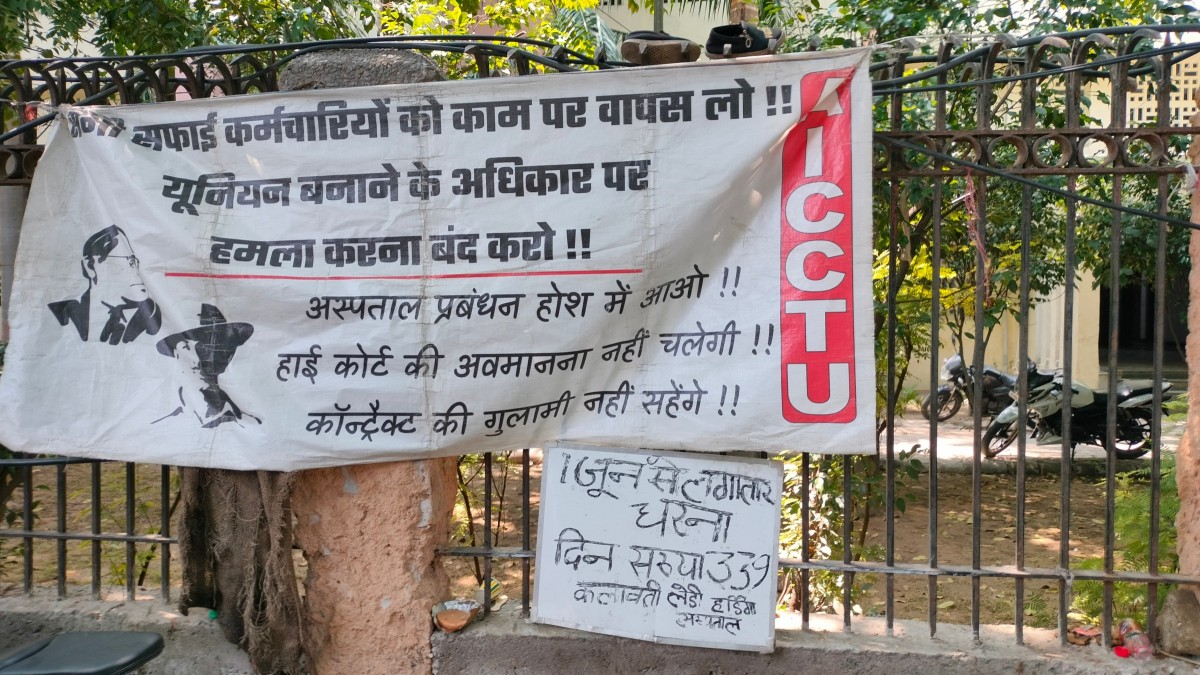 सफाई कर्मचारियों को काम पर वापस लो !!
यूनियन बनाने के अधिकार पर
हमला करना बंद करो !!
अस्पताल प्रबंधन होश में आओ !!
हाई कोर्ट की अवमानना नहीं चलेगी !!
कॉन्ट्रैक्ट की गुलामी नहीं सहेंगे !!
AICCTU
1 जून से लगातार
धरना
दिन संख्या 339
कलावती लेडी हार्डिंग
अस्पताल